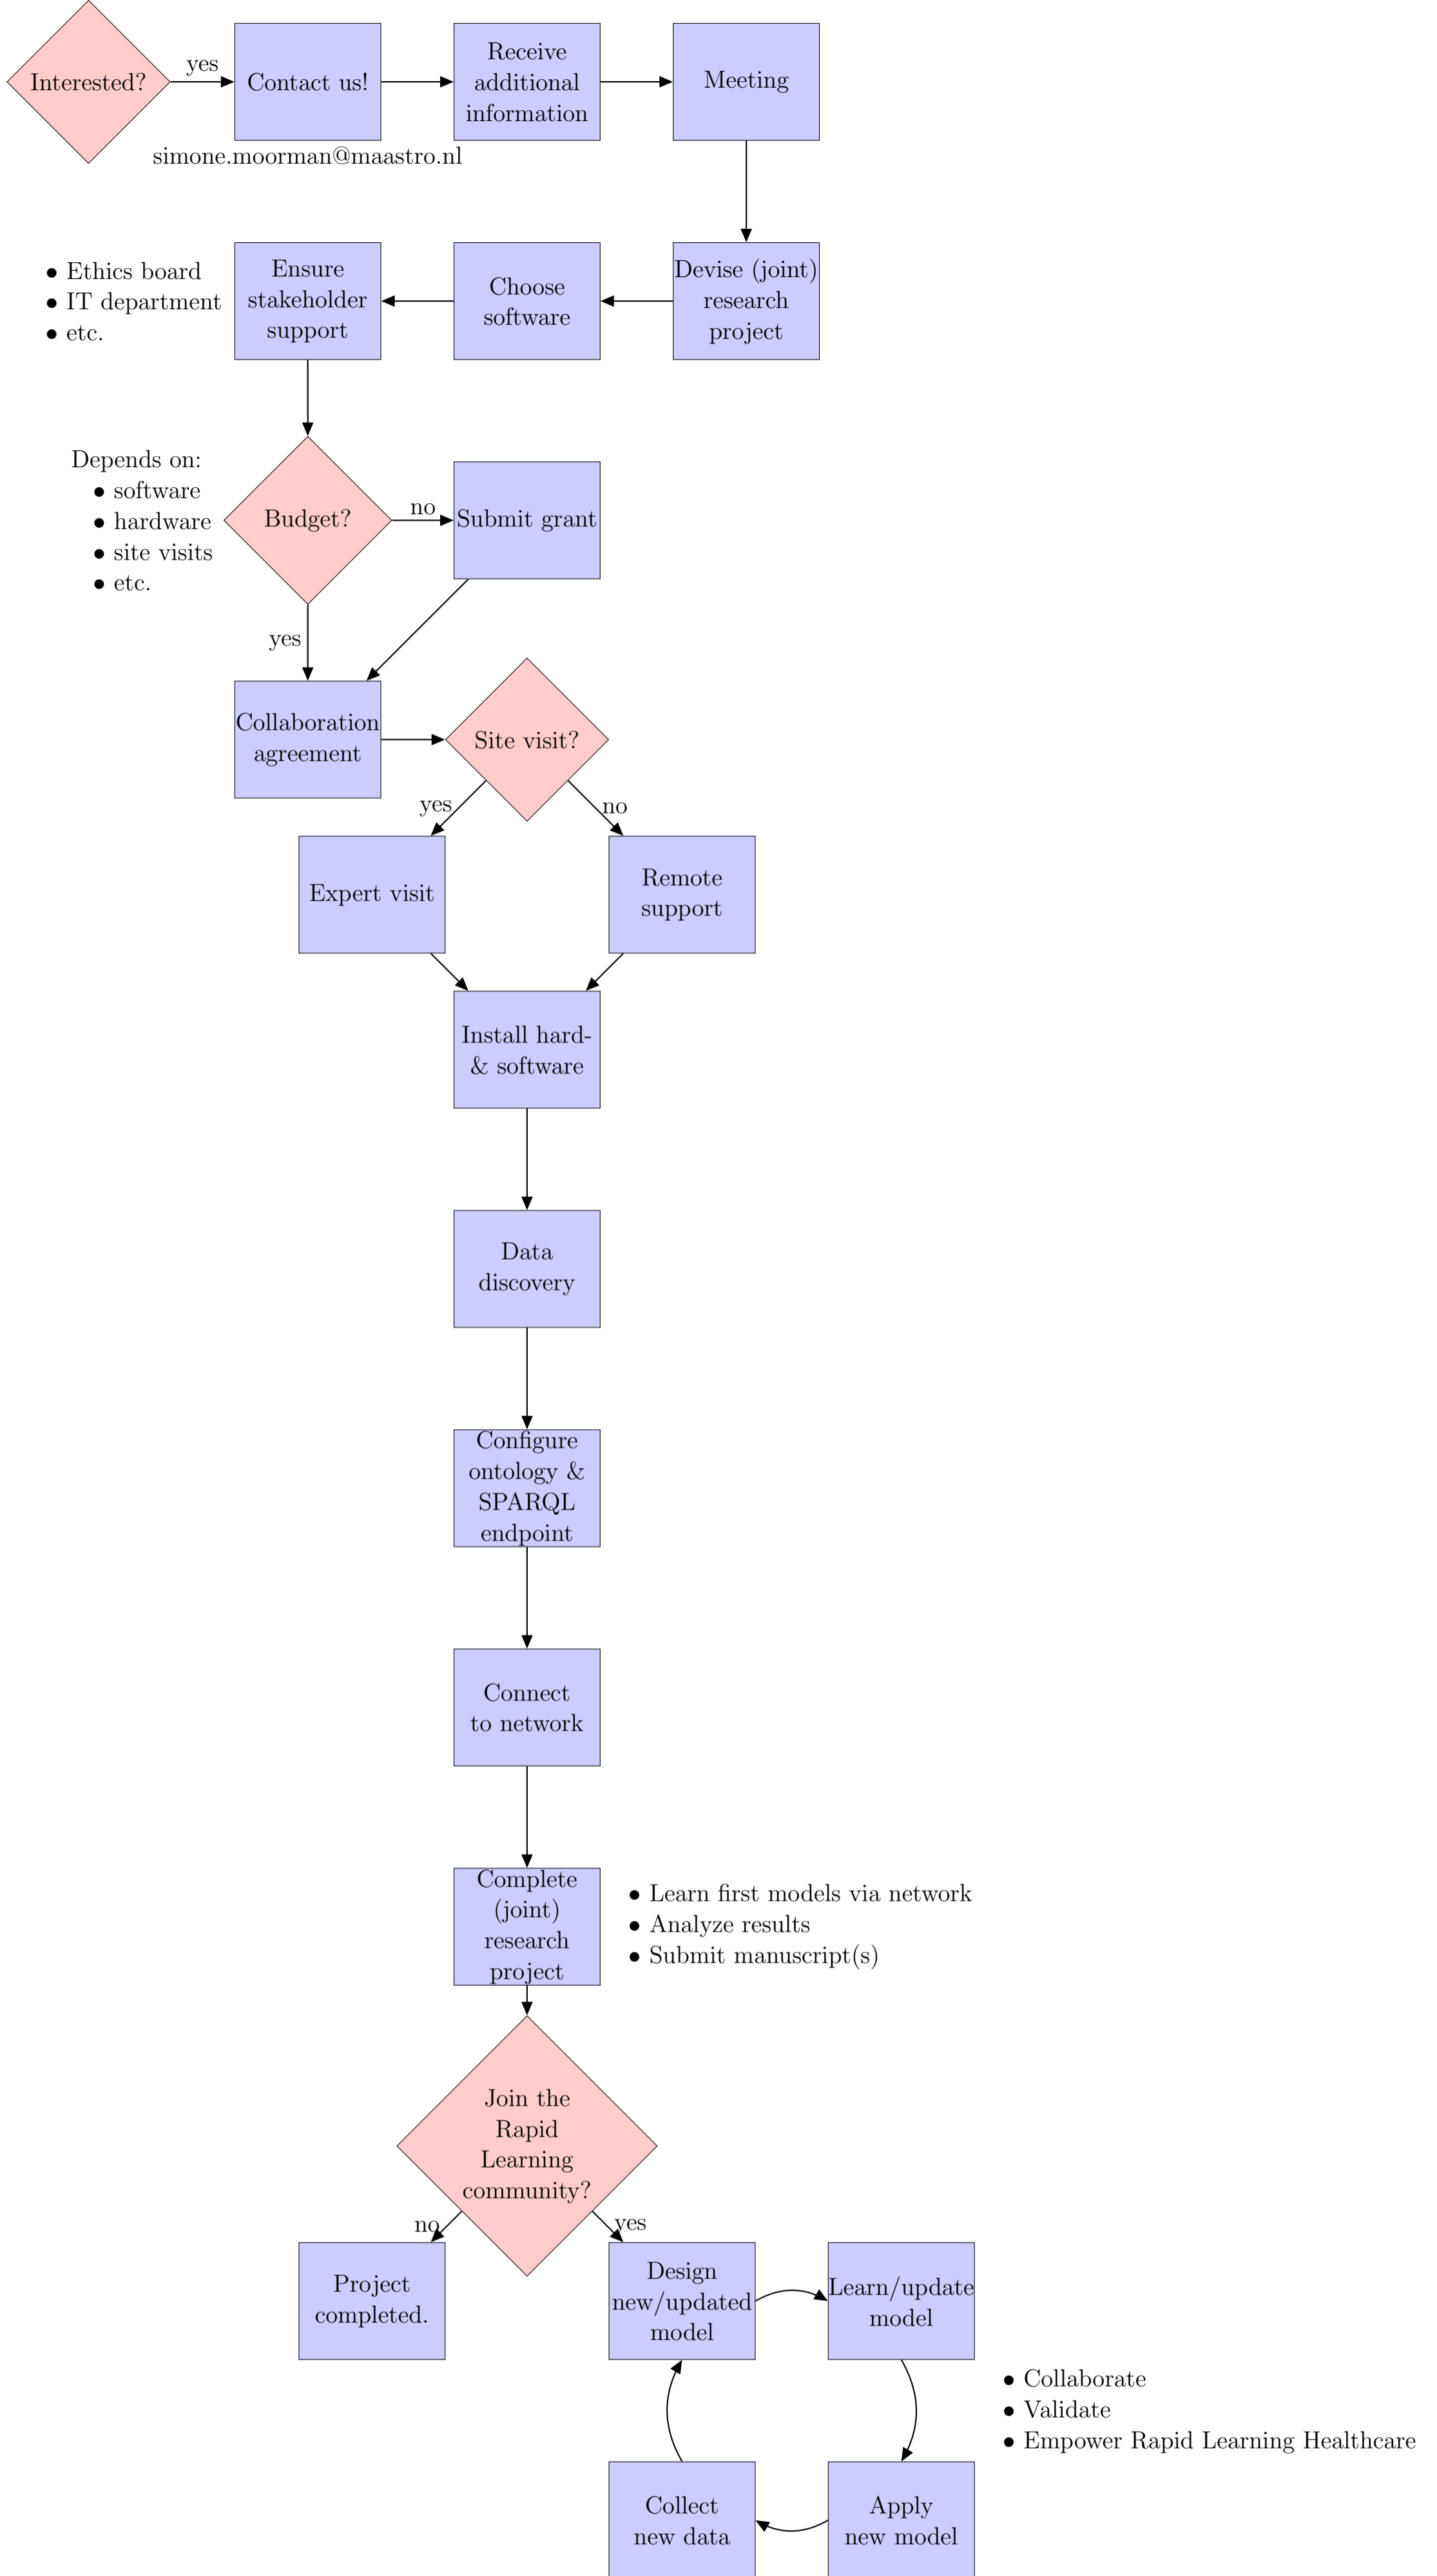 Interested?
yes
Contact us!
simone.moorman@maastro.nl
Receive
additional
information
Meeting
Devise (joint)
research
project
Choose
software
Ensure
stakeholder
support
• Ethics board
• IT department
• etc.
Depends on:
• software
• hardware
• site visits
• etc.
Budget?
no
Submit grant
yes
Collaboration
agreement
Site visit?
yes
no
Expert visit
Remote
support
Install hard-
& software
Data
discovery
Configure
ontology &
SPARQL
endpoint
Connect
to network
Complete
(joint)
research
project
• Learn first models via network
• Analyze results
• Submit manuscript(s)
Join the
Rapid
Learning
community?
no
yes
Project
completed.
Design
new/updated
model
Learn/update
model
• Collaborate
• Validate
• Empower Rapid Learning Healthcare
Collect
new data
Apply
new model